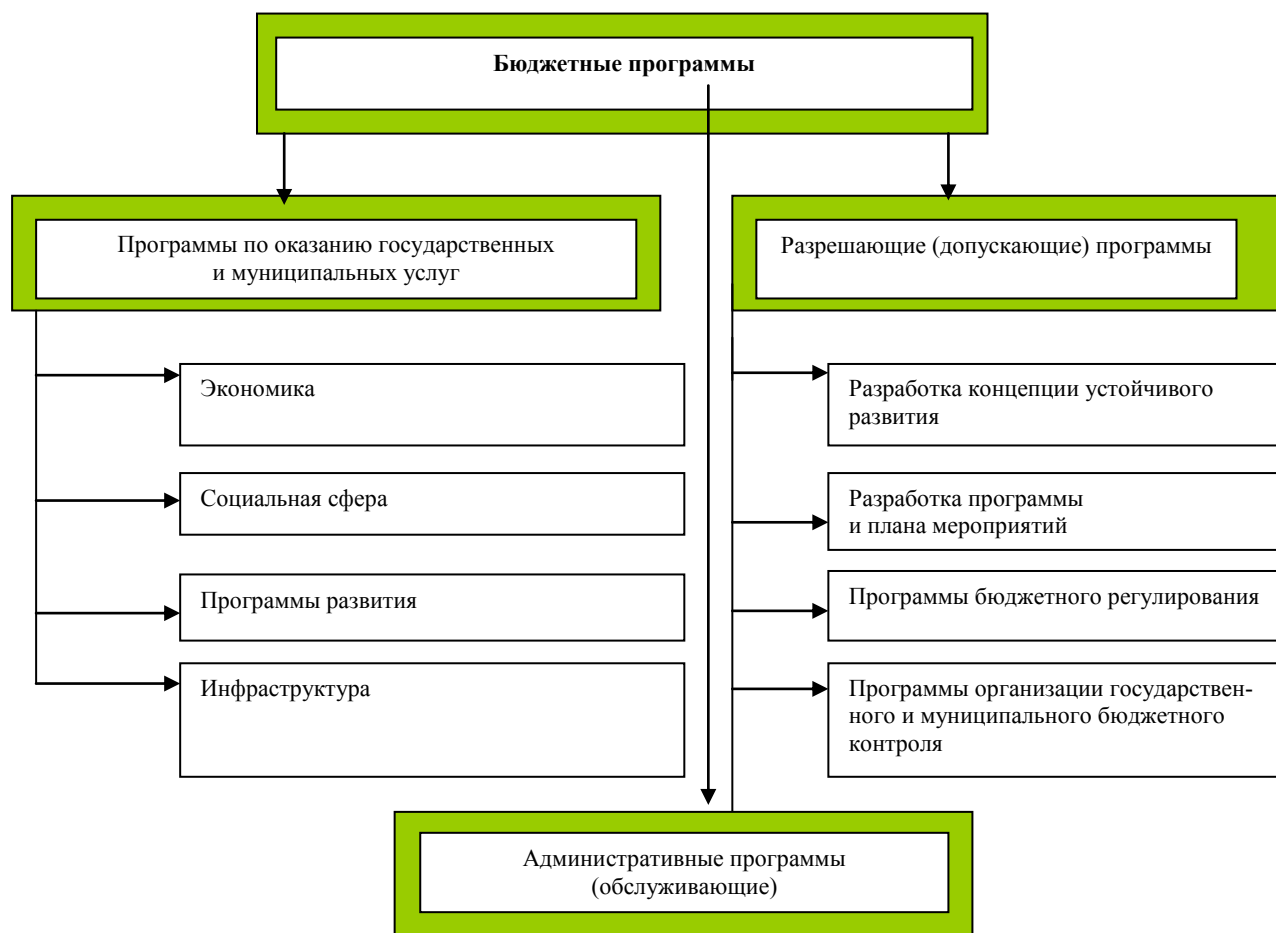 Бюджетные программы
Программы по оказанию государственных
и муниципальных услуг
Разрешающие (допускающие) программы
Экономика
Социальная сфера
Программы развития
Инфраструктура
Разработка концепции устойчивого
развития
Разработка программы
и плана мероприятий
Программы бюджетного регулирования
Программы организации государствен-
ного и муниципального бюджетного
контроля
Административные программы
(обслуживающие)